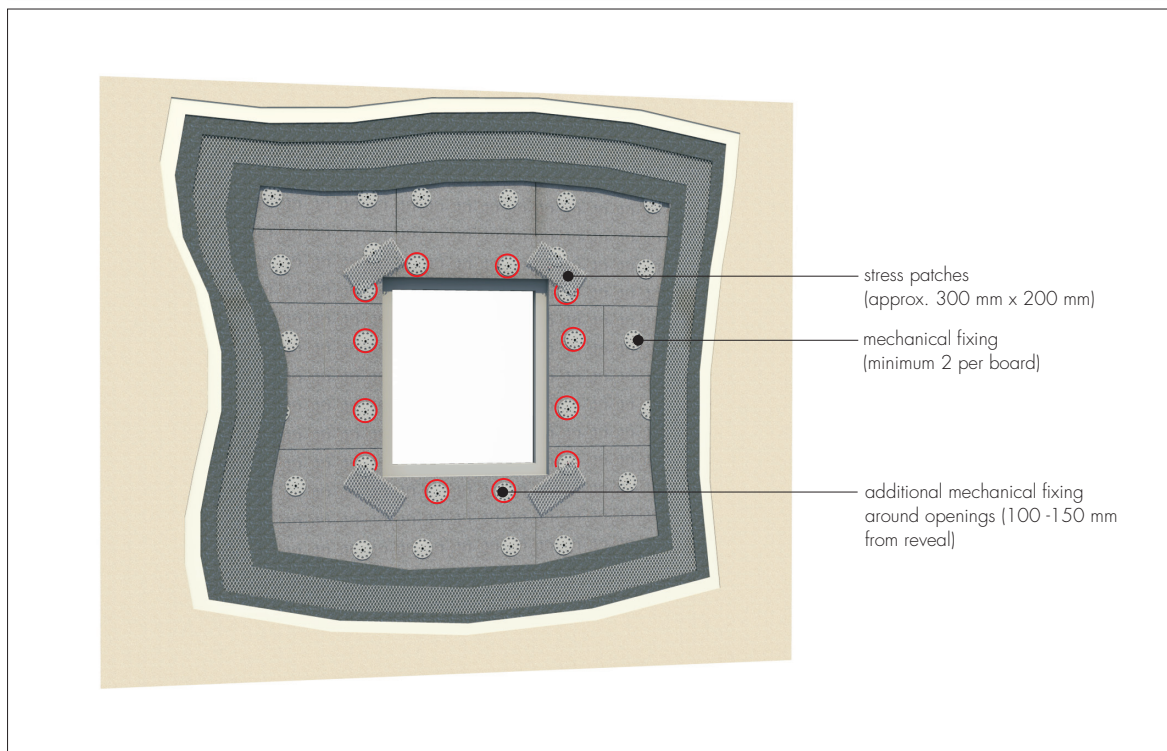 stress patches
(approx. 300 mm x 200 mm)
mechanical fixing
(minimum 2 per board)
additional mechanical fixing
around openings (100 -150 mm
from reveal)